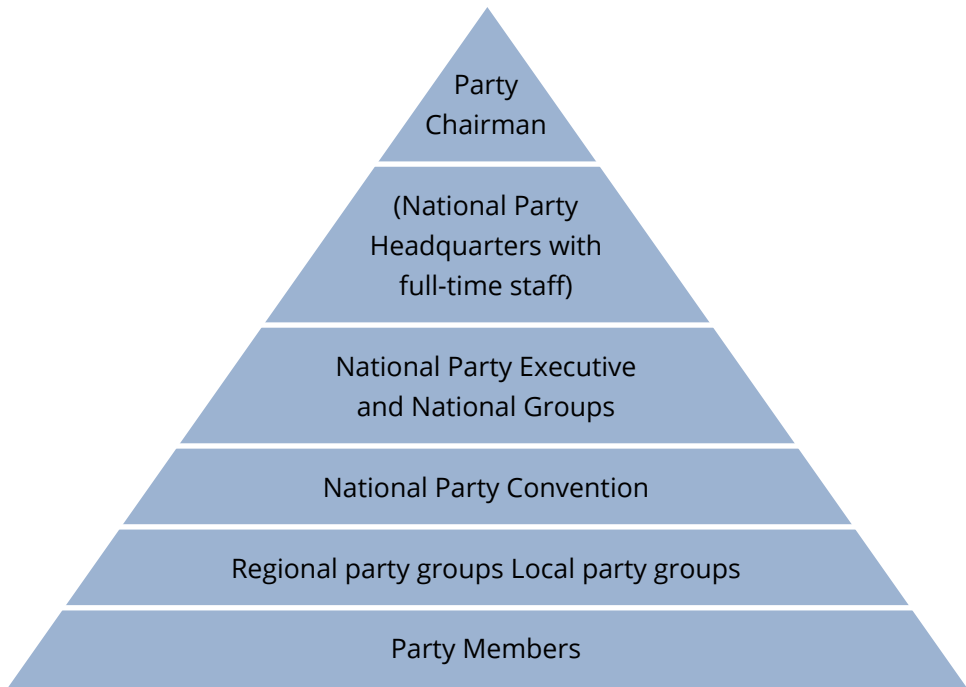 Party
Chairman
(National Party
Headquarters with
full-time staff)
National Party Executive
and National Groups
National Party Convention
Regional party groups Local party groups
Party Members